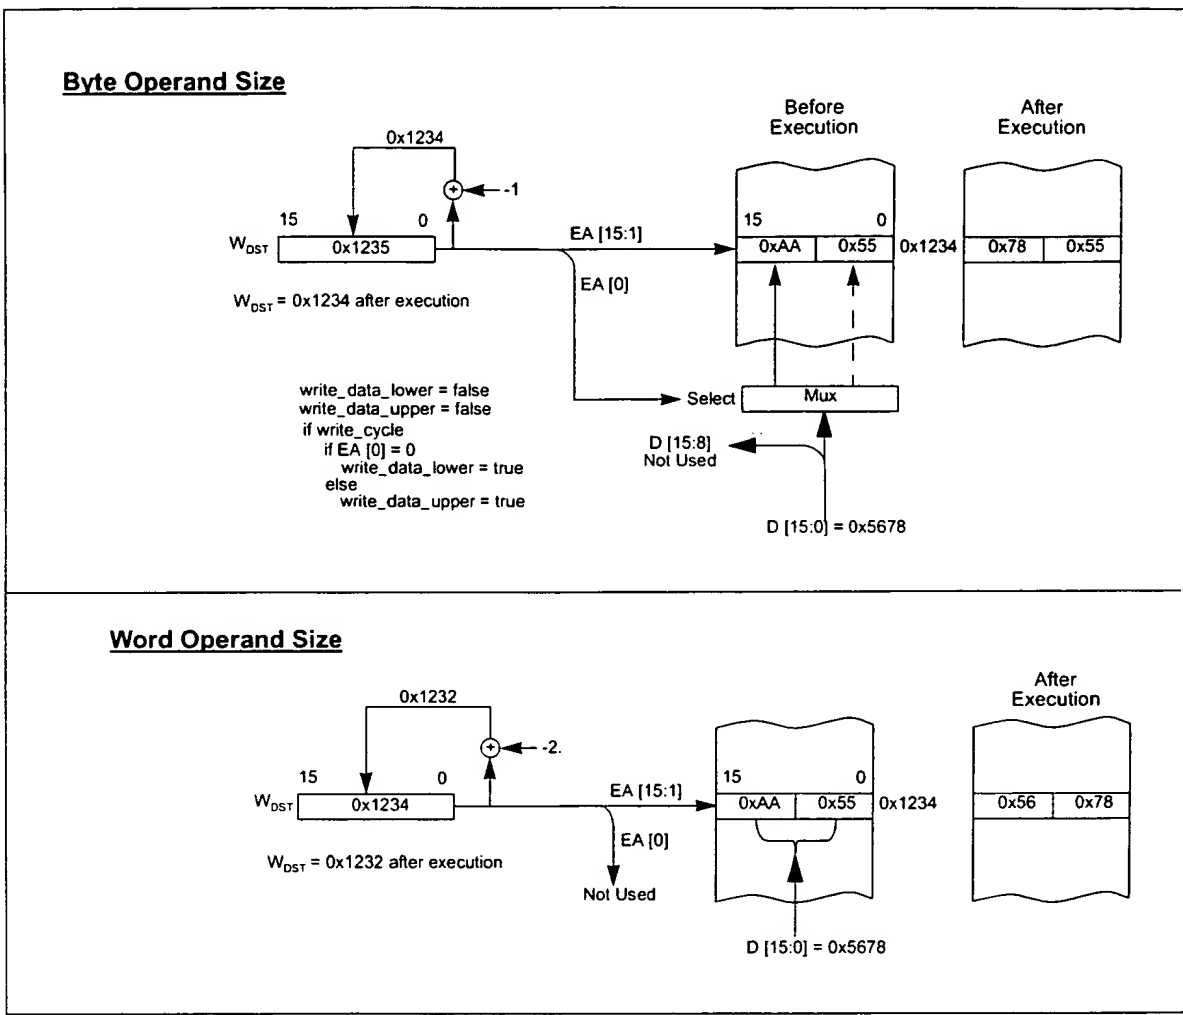 Byte Operand Size
Before
Execution
After
Execution
0x1234
-1
15 0
15 0
W_DST 0x1235
EA [15:1]
0xAA 0x55 0x1234 0x78 0x55
EA [0]
W_DST = 0x1234 after execution
write_data_lower = false
write_data_upper = false
if write_cycle
if EA [0] = 0
write_data_lower = true
else
write_data_upper = true
Select Mux
D [15:8]
Not Used
D [15:0] = 0x5678
Word Operand Size
After
Execution
0x1232
-2.
15 0
15 0
W_DST 0x1234
EA [15:1]
0xAA 0x55 0x1234 0x56 0x78
EA [0]
W_DST = 0x1232 after execution
Not Used
D [15:0] = 0x5678